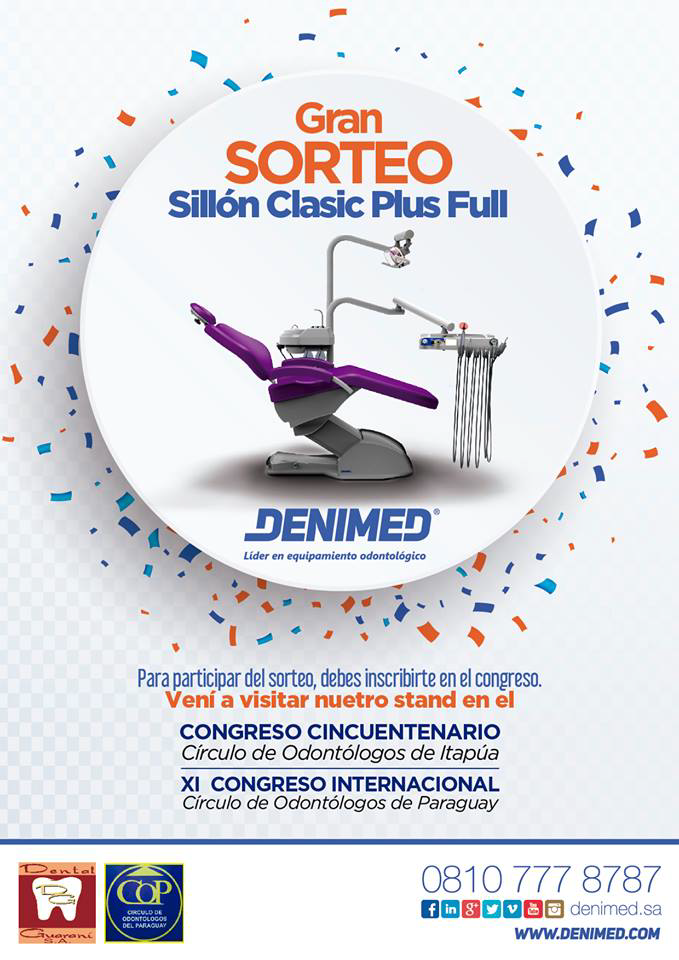 Gran
SORTEO
Sillón Clasic Plus Full
DENIMED®
Líder en equipamiento odontológico
Para participar del sorteo, debes inscribirte en el congreso.
Vení a visitar nuetro stand en el
CONGRESO CINCUENTENARIO
Círculo de Odontólogos de Itapúa
XI CONGRESO INTERNACIONAL
Círculo de Odontólogos de Paraguay
Dental
DG
Guaraní
S.A.
COP
CIRCULO DE
ODONTOLOGOS
DEL PARAGUAY
0810 777 8787
denimed.sa
WWW.DENIMED.COM